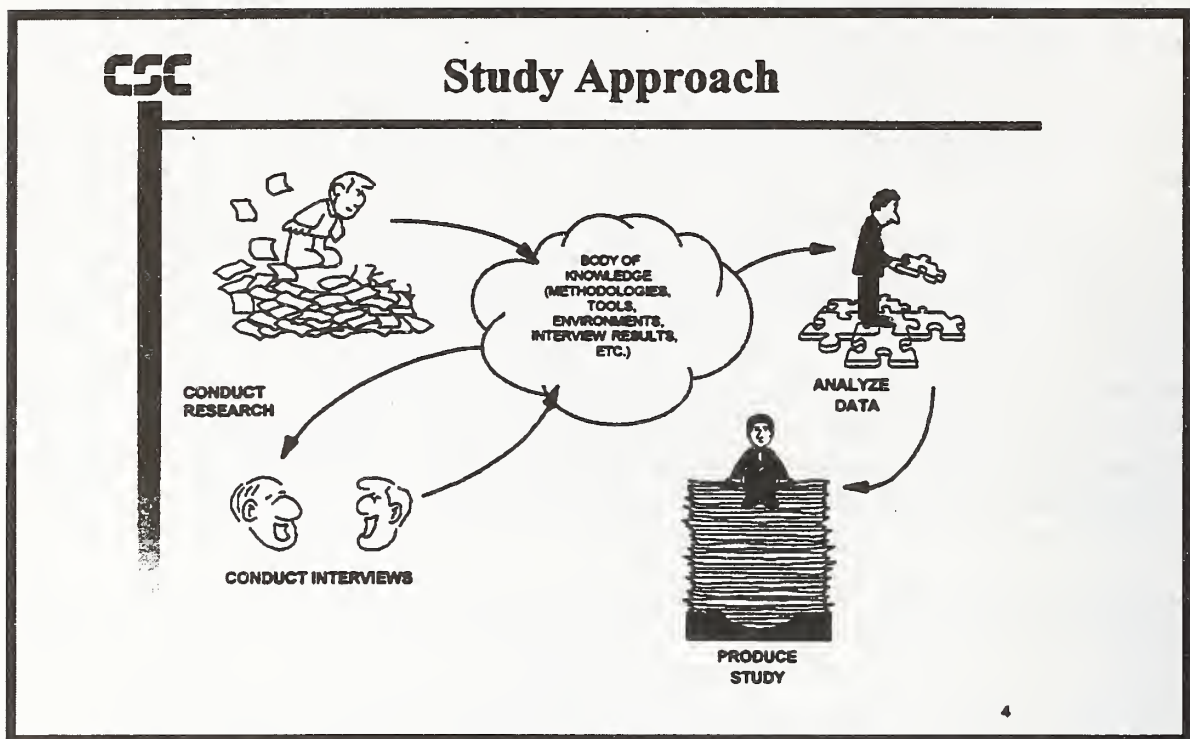 CSC
Study Approach
BODY OF
KNOWLEDGE
(METHODOLOGIES,
TOOLS,
ENVIRONMENTS,
INTERVIEW RESULTS,
ETC.)
CONDUCT
RESEARCH
ANALYZE
DATA
CONDUCT INTERVIEWS
PRODUCE
STUDY
4